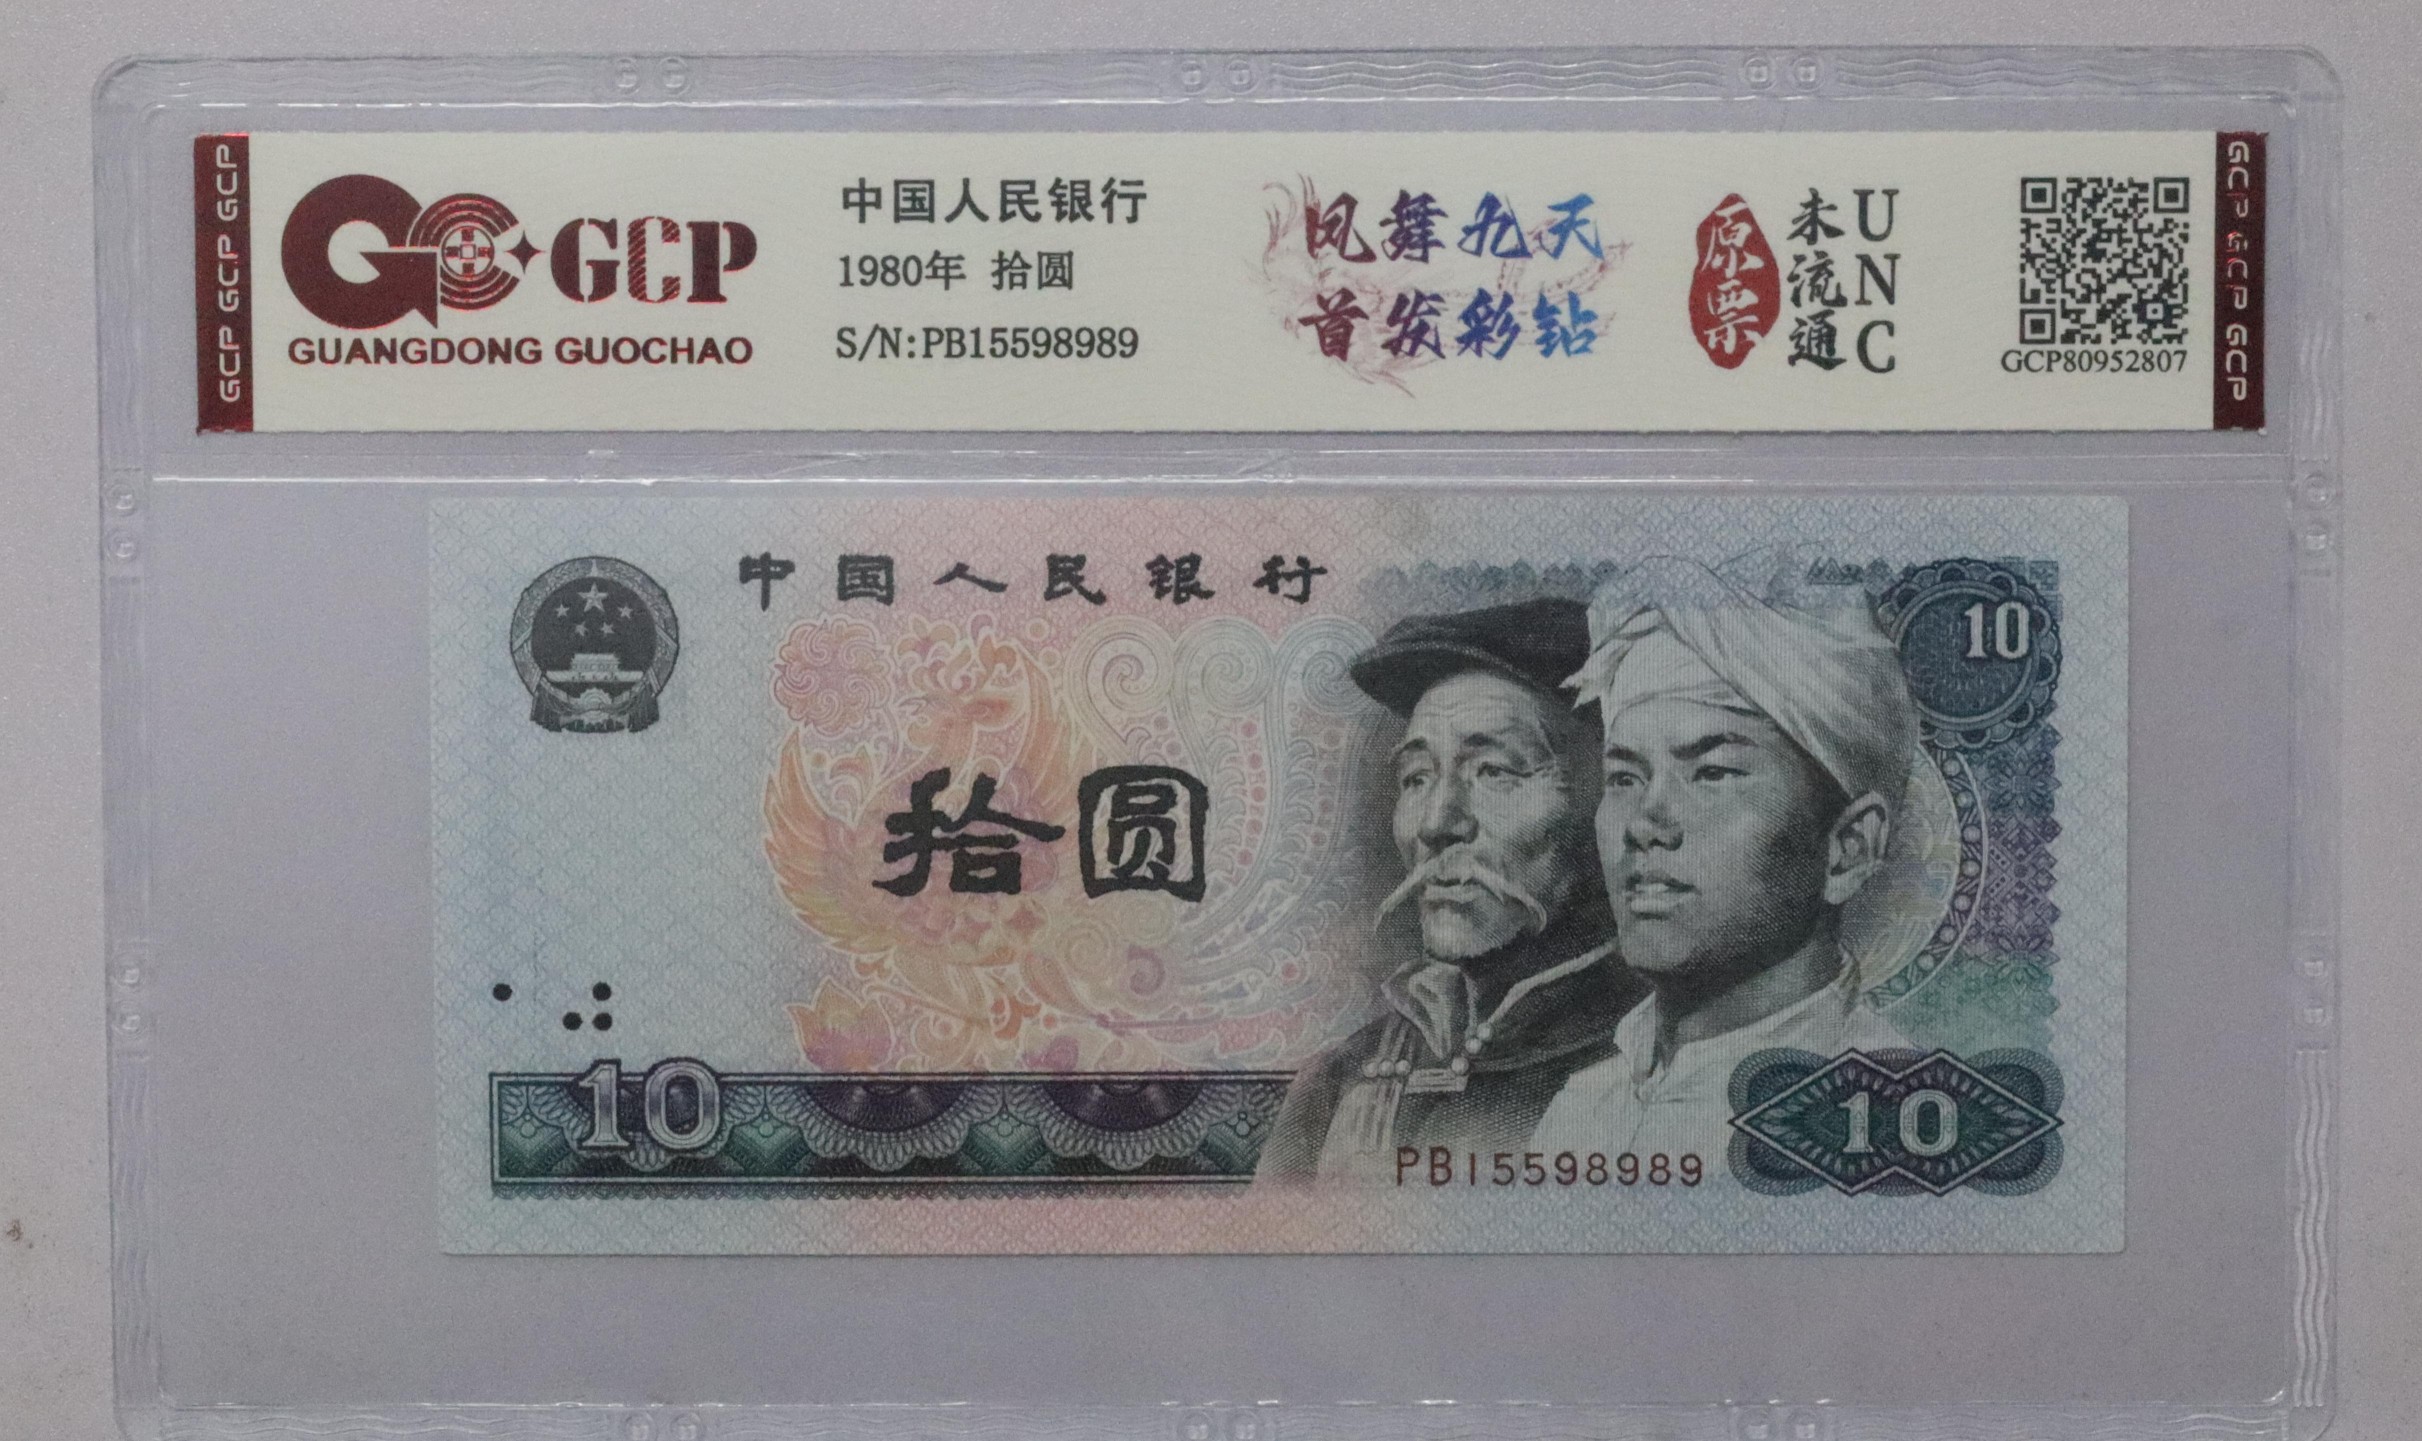 GCP GCP GCP
GCP
GUANGDONG GUOCHAO
中国人民银行
1980年 拾圆
S/N:PB15598989
凤舞九天
首发彩钻
原票
未流通
UNC
GCP80952807
GCP GCP GCP
中国人民银行
10
拾圆
10
10
PB15598989